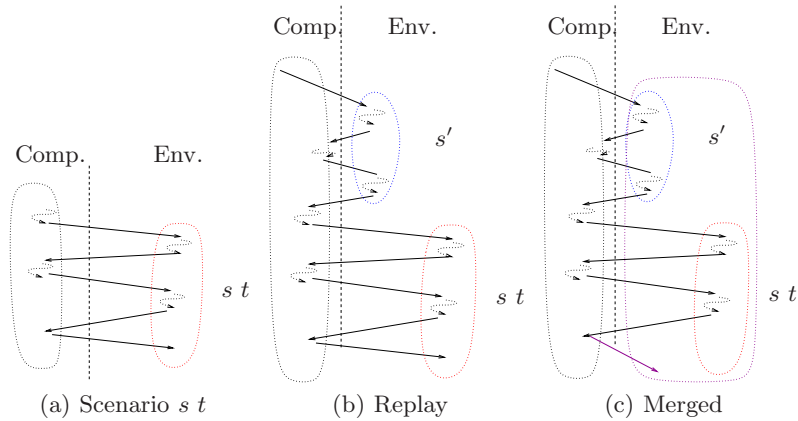 Comp. Env.
s t
(a) Scenario s t
Comp. Env.
s′
s t
(b) Replay
Comp. Env.
s′
s t
(c) Merged